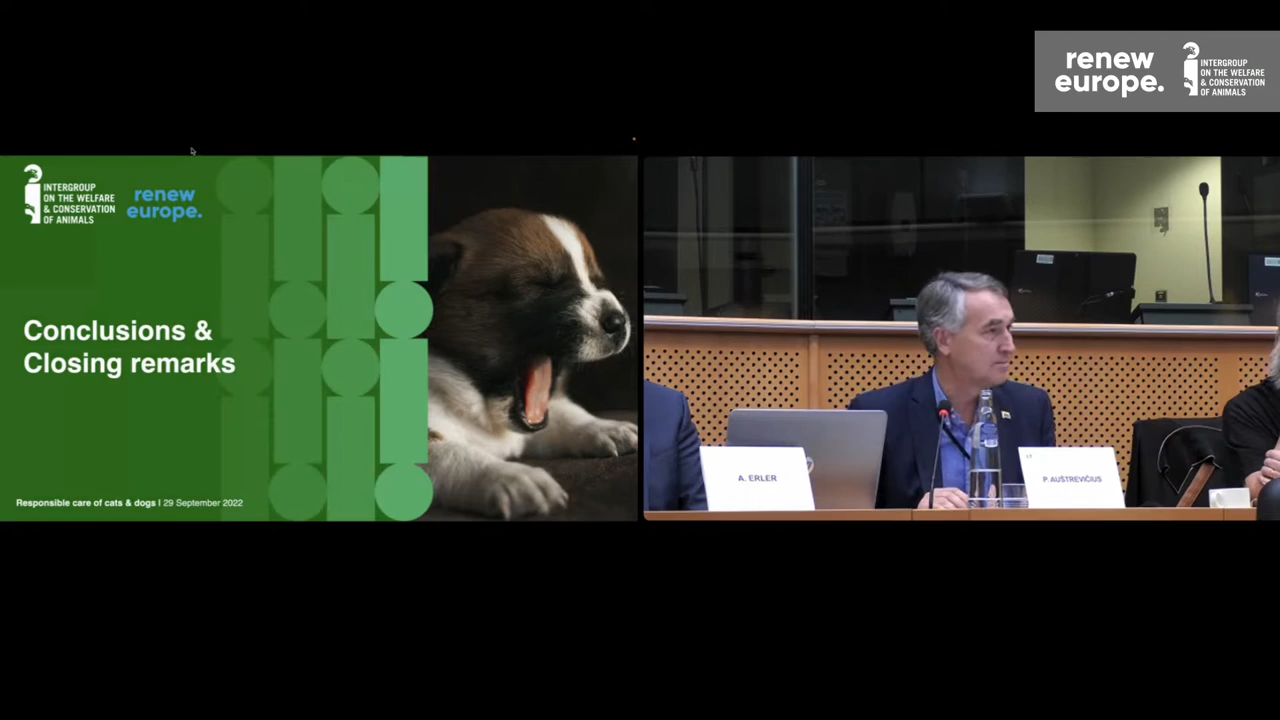 renew
europe.
INTERGROUP
ON THE WELFARE
& CONSERVATION
OF ANIMALS
INTERGROUP
ON THE WELFARE
& CONSERVATION
OF ANIMALS
renew
europe.
Conclusions &
Closing remarks
Responsible care of cats & dogs I 29 September 2022
A. ERLER
LT
P. AUŠTREVIČIUS